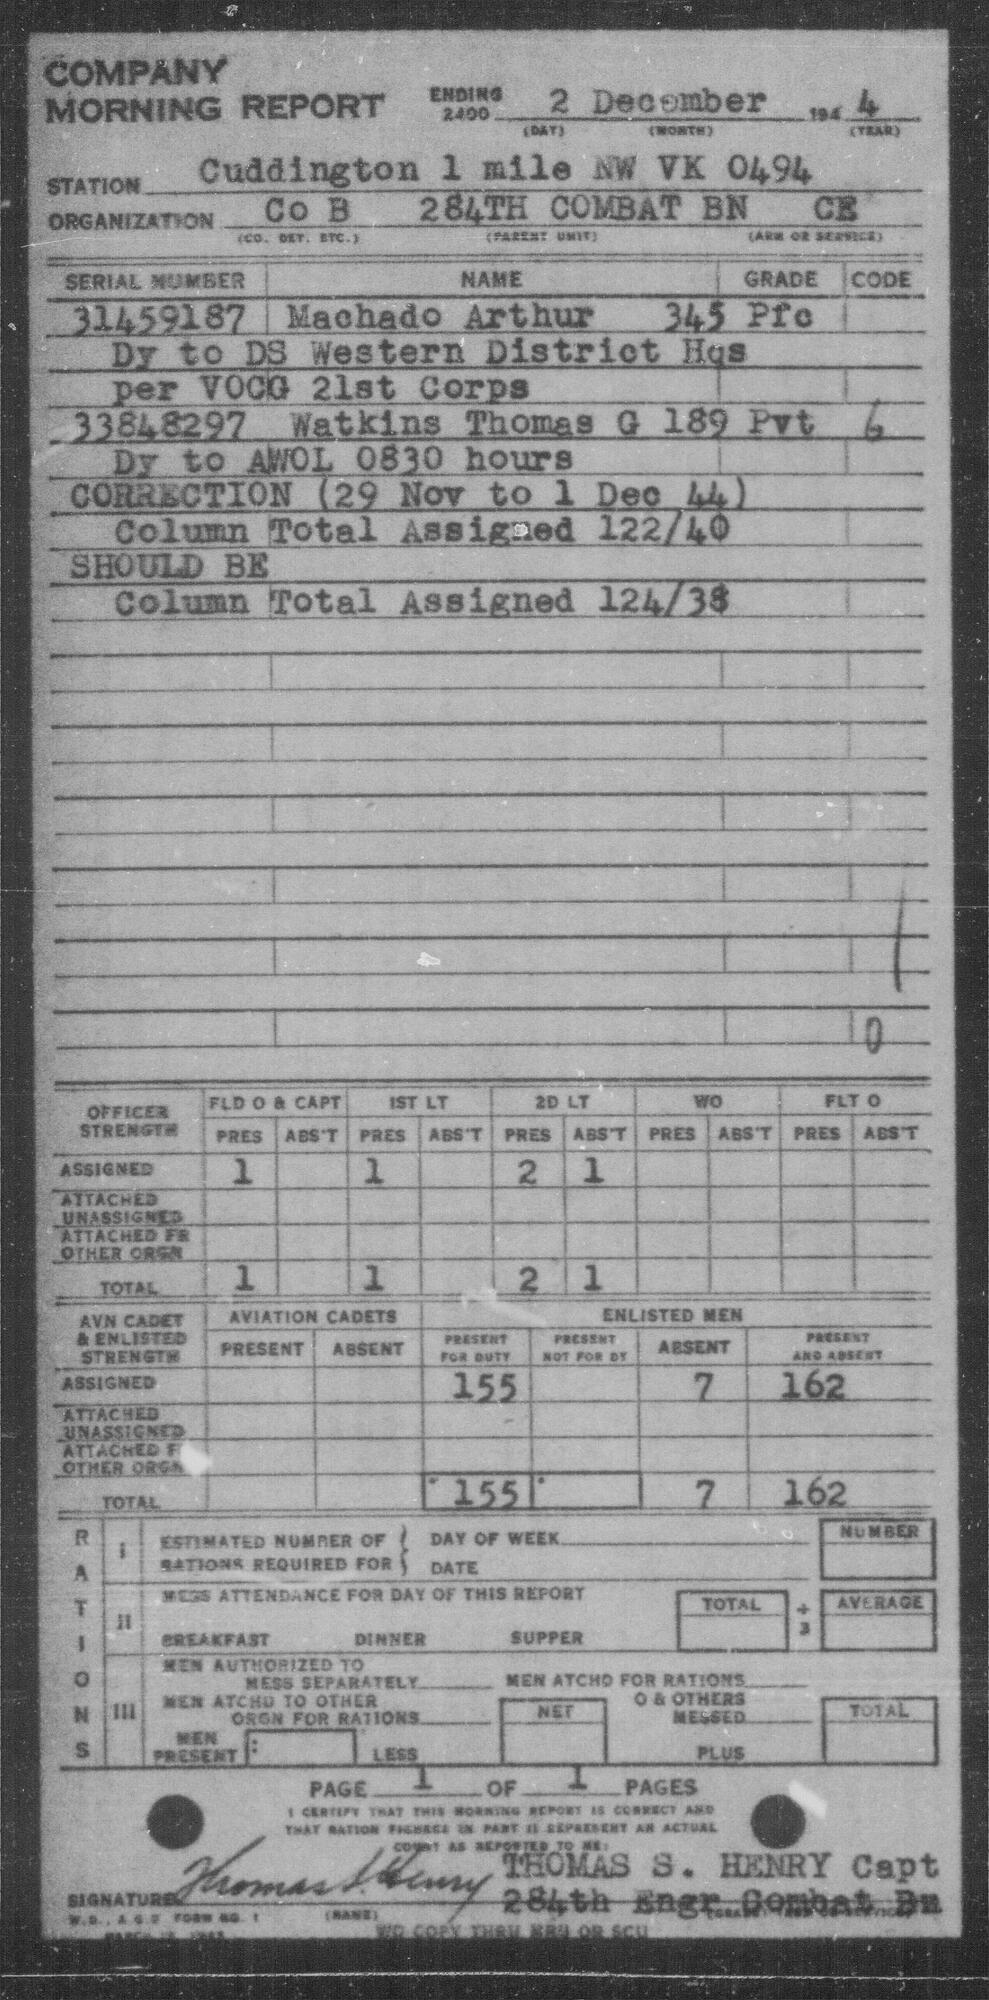 COMPANY
MORNING REPORT ENDING 2400 2 December 194 4
(DAY) (MONTH) (YEAR)
STATION Cuddington 1 mile NW VK 0494
ORGANIZATION Co B 284TH COMBAT BN CE
(CO. DET. ETC.) (PARENT UNIT) (ARM OR SERVICE)
SERIAL NUMBER NAME GRADE CODE
31459187 Machado Arthur 345 Pfc
Dy to DS Western District Hqs
per VOCG 21st Corps
33848297 Watkins Thomas G 189 Pvt 6
Dy to AWOL 0830 hours
CORRECTION (29 Nov to 1 Dec 44)
Column Total Assigned 122/40
SHOULD BE
Column Total Assigned 124/38
0
OFFICER STRENGTH FLD O & CAPT 1ST LT 2D LT WO FLT O
PRES ABS'T PRES ABS'T PRES ABS'T PRES ABS'T PRES ABS'T
ASSIGNED 1 1 2 1
ATTACHED UNASSIGNED
ATTACHED FR OTHER ORGN
TOTAL 1 1 2 1
AVN CADET & ENLISTED STRENGTH AVIATION CADETS ENLISTED MEN
PRESENT ABSENT PRESENT FOR DUTY PRESENT NOT FOR DY ABSENT PRESENT AND ABSENT
ASSIGNED 155 7 162
ATTACHED UNASSIGNED
ATTACHED F OTHER ORGN
TOTAL 155 7 162
RATIONS
I ESTIMATED NUMBER OF RATIONS REQUIRED FOR DAY OF WEEK DATE NUMBER
II MESS ATTENDANCE FOR DAY OF THIS REPORT TOTAL ÷ 3 AVERAGE
BREAKFAST DINNER SUPPER
III MEN AUTHORIZED TO MESS SEPARATELY MEN ATCHD FOR RATIONS
MEN ATCHD TO OTHER ORGN FOR RATIONS NET O & OTHERS MESSED TOTAL
MEN PRESENT LESS PLUS
PAGE 1 OF 1 PAGES
I CERTIFY THAT THIS MORNING REPORT IS CORRECT AND
THAT RATION FIGURES IN PART II REPRESENT AN ACTUAL
COUNT AS REPORTED TO ME:
Thomas S. Henry THOMAS S. HENRY Capt
SIGNATURE 284th Engr Combat Bn
W.D., A.G.O. FORM NO. 1 (NAME)
WD COPY THRU MRU OR SCU